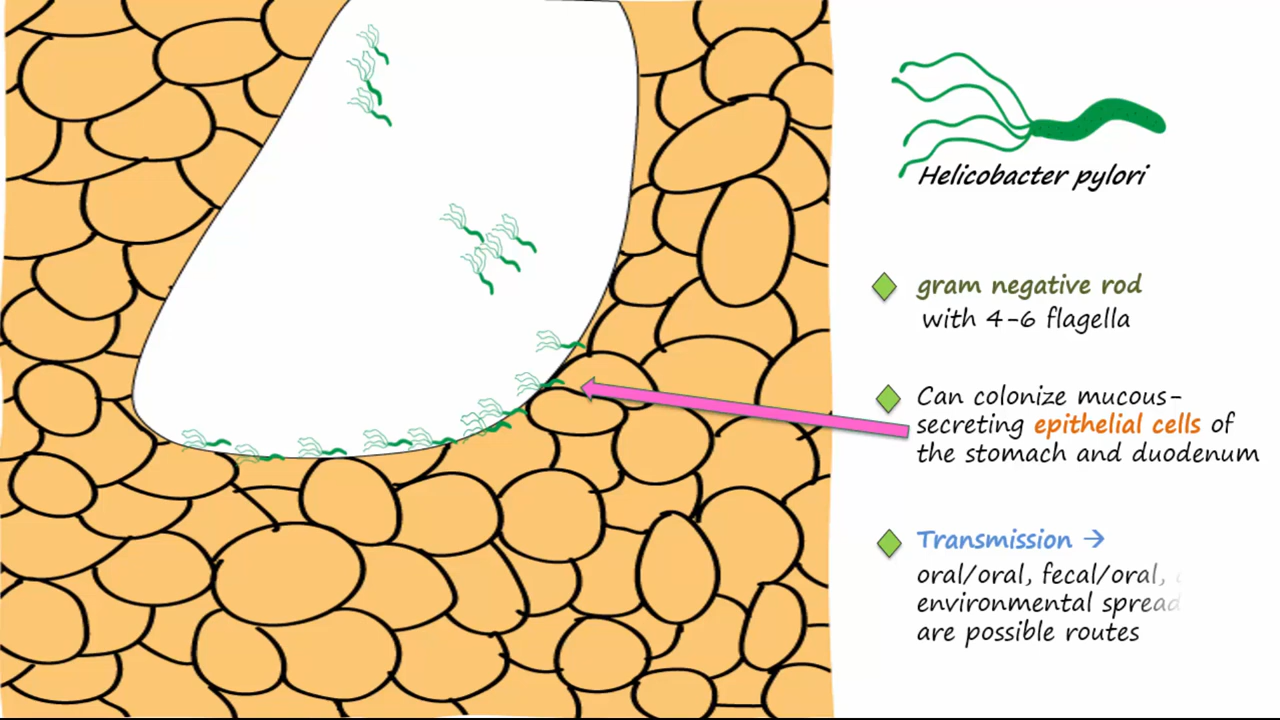 Helicobacter pylori
gram negative rod
with 4-6 flagella
Can colonize mucous-
secreting epithelial cells of
the stomach and duodenum
Transmission →
oral/oral, fecal/oral,
environmental spread
are possible routes